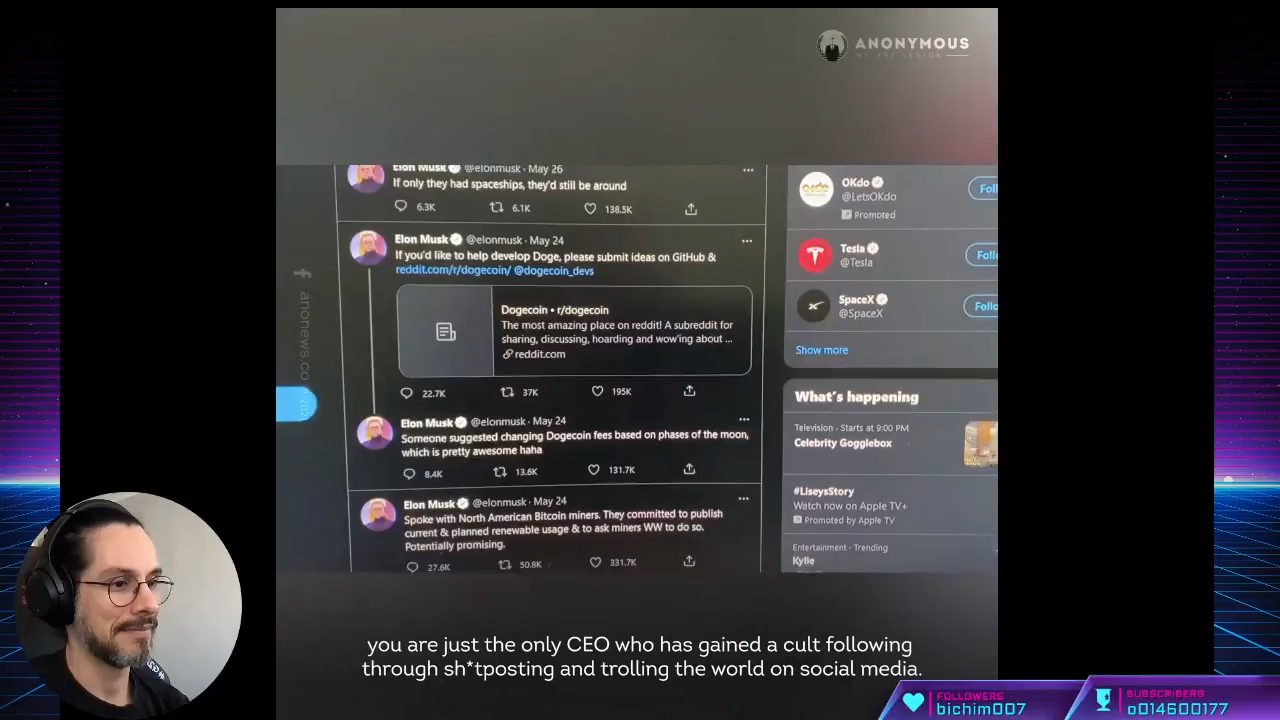 ANONYMOUS
WE ARE LEGION
Elon Musk @elonmusk · May 26
If only they had spaceships, they'd still be around
6.3K 6.1K 138.5K
Elon Musk @elonmusk · May 24
If you'd like to help develop Doge, please submit ideas on GitHub &
reddit.com/r/dogecoin/ @dogecoin_devs
Dogecoin • r/dogecoin
The most amazing place on reddit! A subreddit for
sharing, discussing, hoarding and wow'ing about ...
reddit.com
22.7K 37K 195K
Elon Musk @elonmusk · May 24
Someone suggested changing Dogecoin fees based on phases of the moon,
which is pretty awesome haha
8.4K 13.6K 131.7K
Elon Musk @elonmusk · May 24
Spoke with North American Bitcoin miners. They committed to publish
current & planned renewable usage & to ask miners WW to do so.
Potentially promising.
27.6K 50.8K 331.7K
OKdo
@LetsOKdo
Promoted
Foll
Tesla
@Tesla
Foll
SpaceX
@SpaceX
Follo
Show more
What's happening
Television · Starts at 9:00 PM
Celebrity Gogglebox
#LiseysStory
Watch now on Apple TV+
Promoted by Apple TV
Entertainment · Trending
Kylie
anonews.co
you are just the only CEO who has gained a cult following
through sh*tposting and trolling the world on social media.
FOLLOWERS
bichim007
SUBSCRIBERS
o014600177